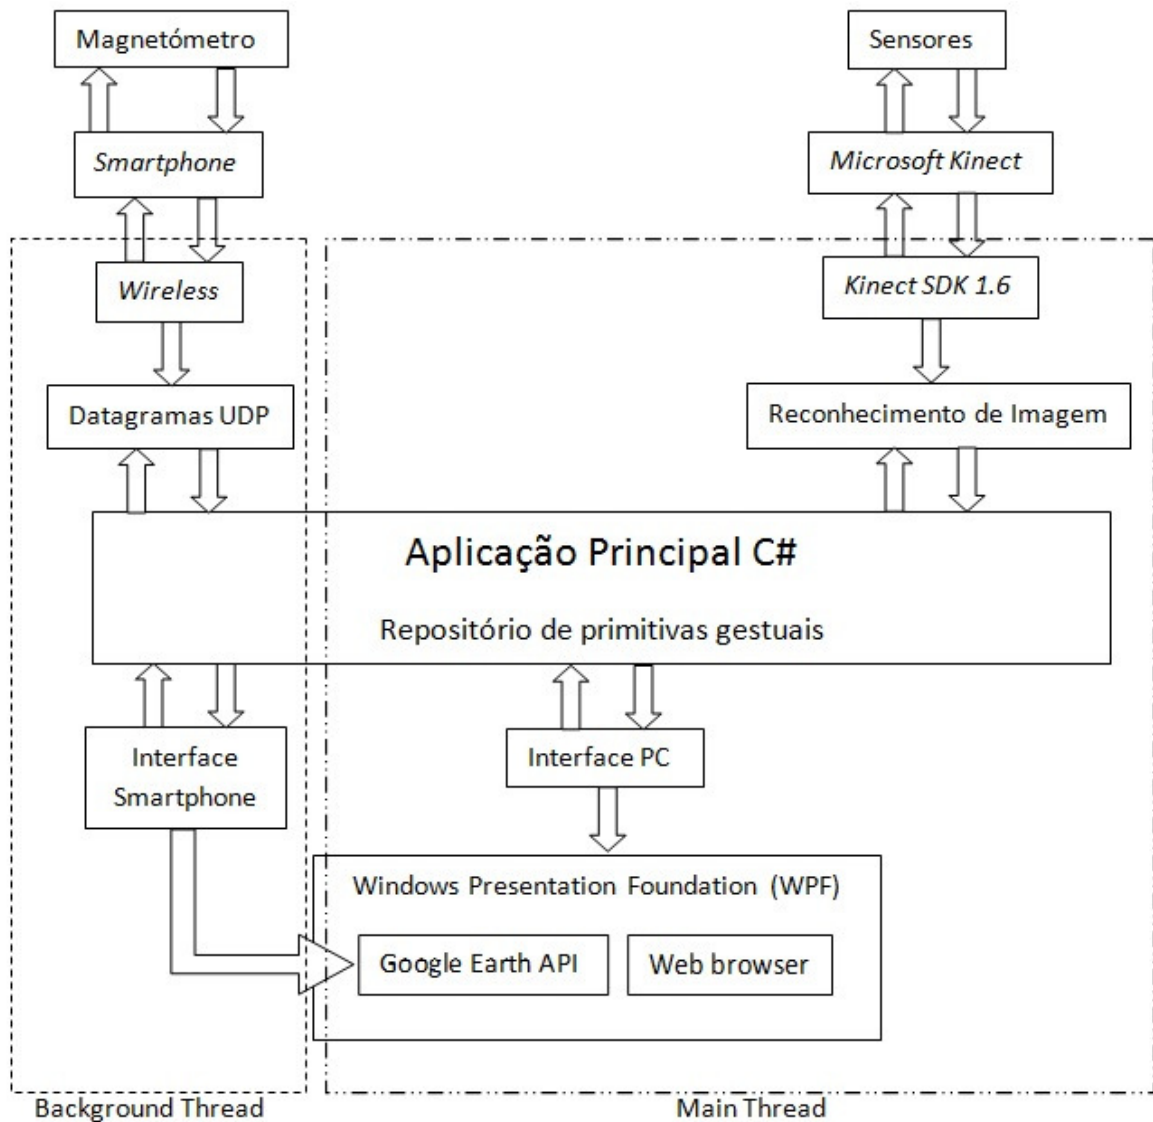 Magnetómetro
Sensores
Smartphone
Microsoft Kinect
Wireless
Kinect SDK 1.6
Datagramas UDP
Reconhecimento de Imagem
Aplicação Principal C#
Repositório de primitivas gestuais
Interface
Smartphone
Interface PC
Windows Presentation Foundation (WPF)
Google Earth API
Web browser
Background Thread
Main Thread